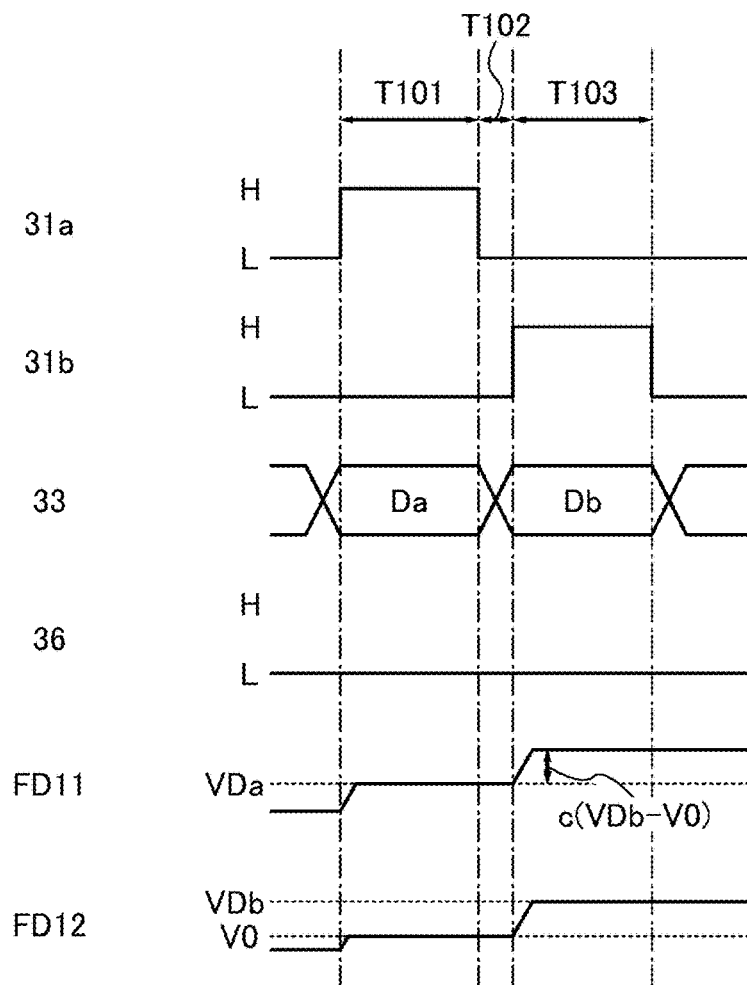 T102
T101
T103
31a
H
L
31b
H
L
33
Da
Db
36
H
L
FD11
VDa
c(VDb-V0)
FD12
VDb
V0